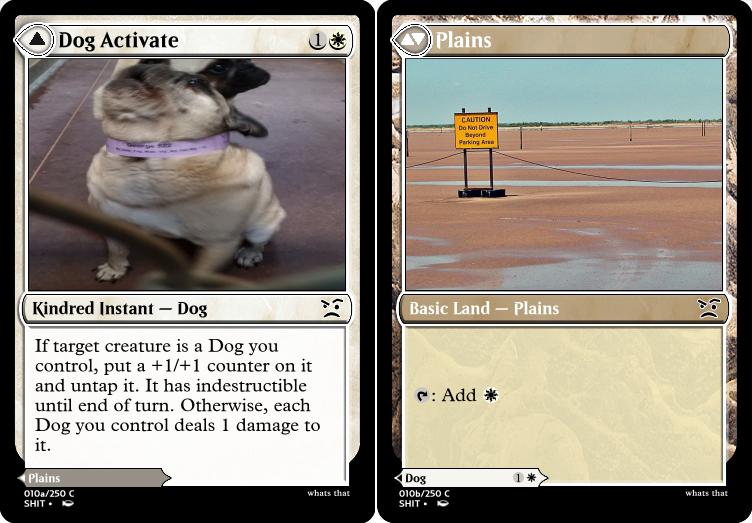 Dog Activate
1
Kindred Instant — Dog
If target creature is a Dog you
control, put a +1/+1 counter on it
and untap it. It has indestructible
until end of turn. Otherwise, each
Dog you control deals 1 damage to
it.
Plains
010a/250 C
SHIT •
whats that
Plains
CAUTION
Do Not Drive
Beyond
Parking Area
Basic Land — Plains
: Add
Dog
1
010b/250 C
SHIT •
whats that